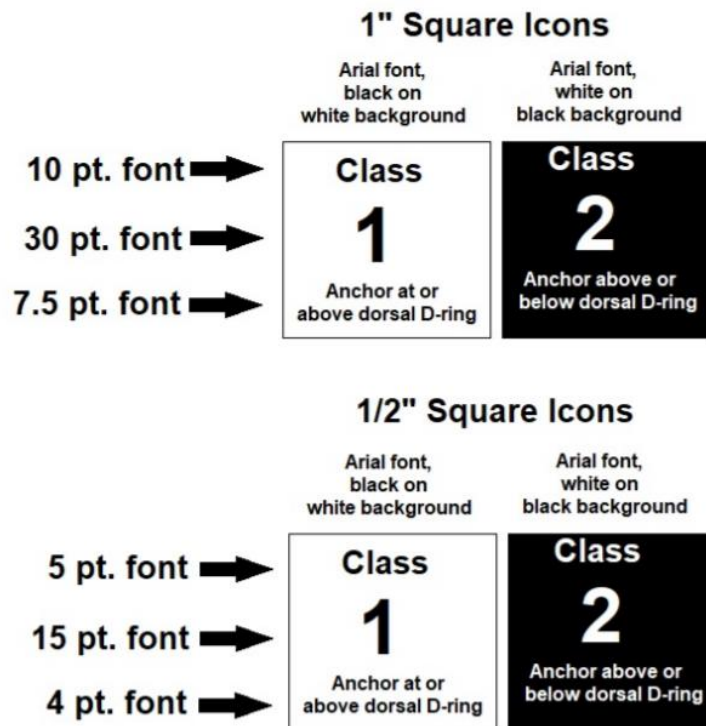 1" Square Icons
Arial font,
black on
white background
Arial font,
white on
black background
10 pt. font
30 pt. font
7.5 pt. font
Class
1
Anchor at or
above dorsal D-ring
Class
2
Anchor above or
below dorsal D-ring
1/2" Square Icons
Arial font,
black on
white background
Arial font,
white on
black background
5 pt. font
15 pt. font
4 pt. font
Class
1
Anchor at or
above dorsal D-ring
Class
2
Anchor above or
below dorsal D-ring